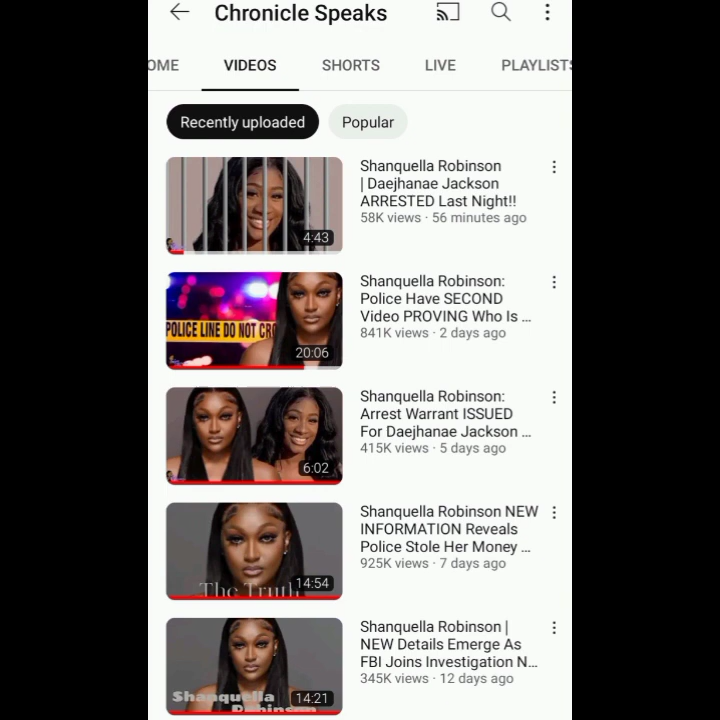 Chronicle Speaks
OME VIDEOS SHORTS LIVE PLAYLISTS
Recently uploaded Popular
Shanquella Robinson
| Daejhanae Jackson
ARRESTED Last Night!!
58K views · 56 minutes ago
4:43
Shanquella Robinson:
Police Have SECOND
Video PROVING Who Is ...
841K views · 2 days ago
POLICE LINE DO NOT CRO
20:06
Shanquella Robinson:
Arrest Warrant ISSUED
For Daejhanae Jackson ...
415K views · 5 days ago
6:02
Shanquella Robinson NEW
INFORMATION Reveals
Police Stole Her Money ...
925K views · 7 days ago
The Truth
14:54
Shanquella Robinson |
NEW Details Emerge As
FBI Joins Investigation N...
345K views · 12 days ago
Shanquella
Robinson
14:21